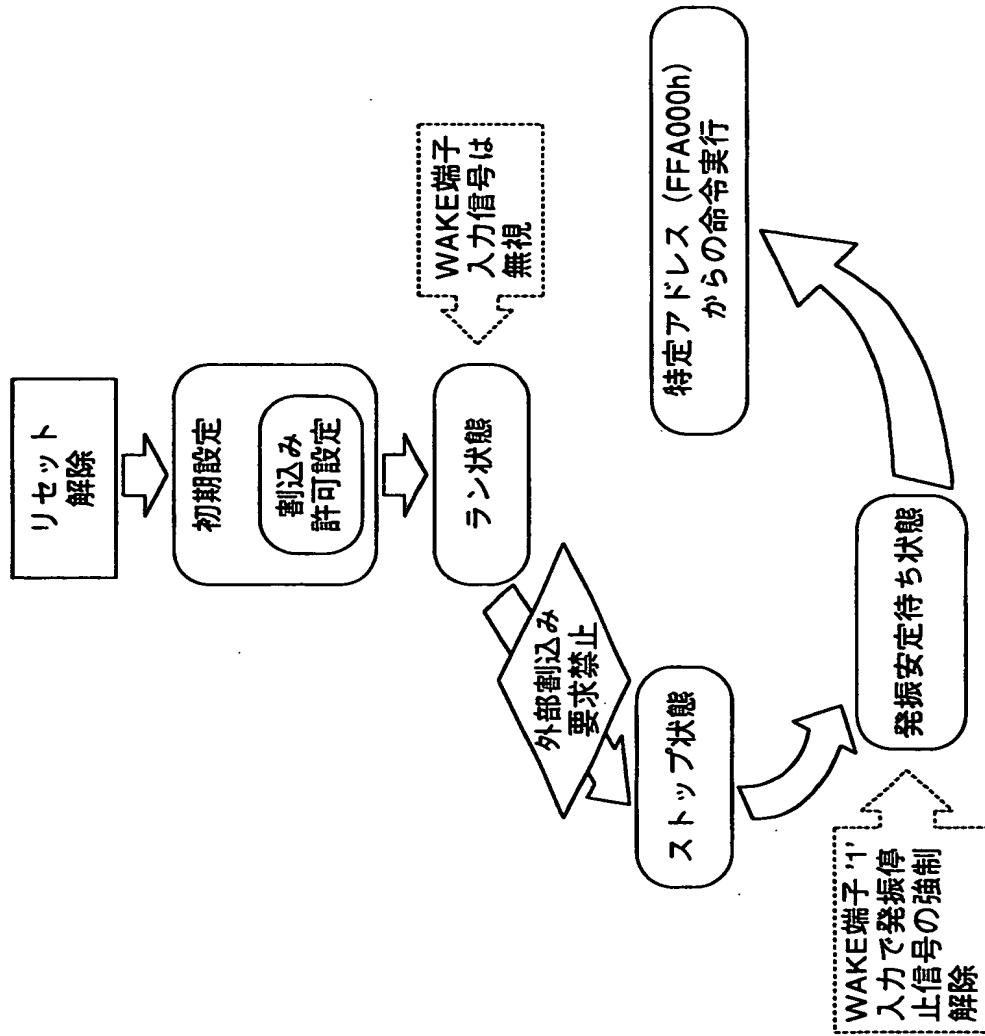 リセット
解除
初期設定
割込み
許可設定
ラン状態
WAKE端子
入力信号は
無視
外部割込み
要求禁止
ストップ状態
WAKE端子 '1'
入力で発振停
止信号の強制
解除
発振安定待ち状態
特定アドレス (FFA000h)
からの命令実行